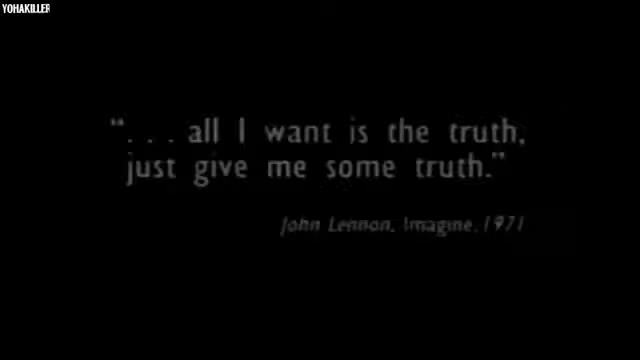 YOHAKILLER
“. . . all I want is the truth,
just give me some truth.”
John Lennon, Imagine, 1971